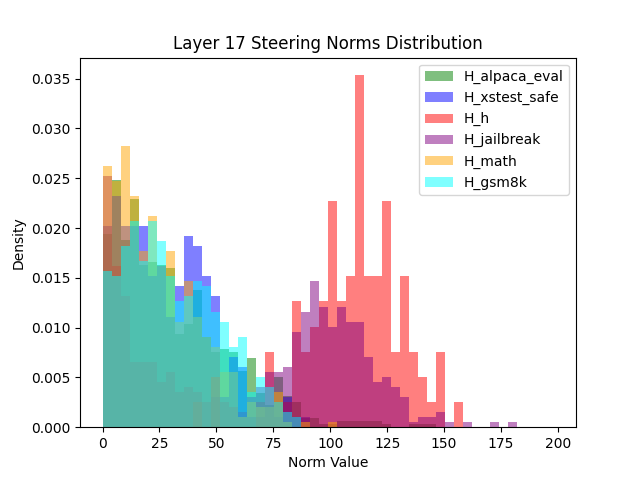 Layer 17 Steering Norms Distribution
H_alpaca_eval
H_xstest_safe
H_h
H_jailbreak
H_math
H_gsm8k
Density
0.035
0.030
0.025
0.020
0.015
0.010
0.005
0.000
0 25 50 75 100 125 150 175 200
Norm Value